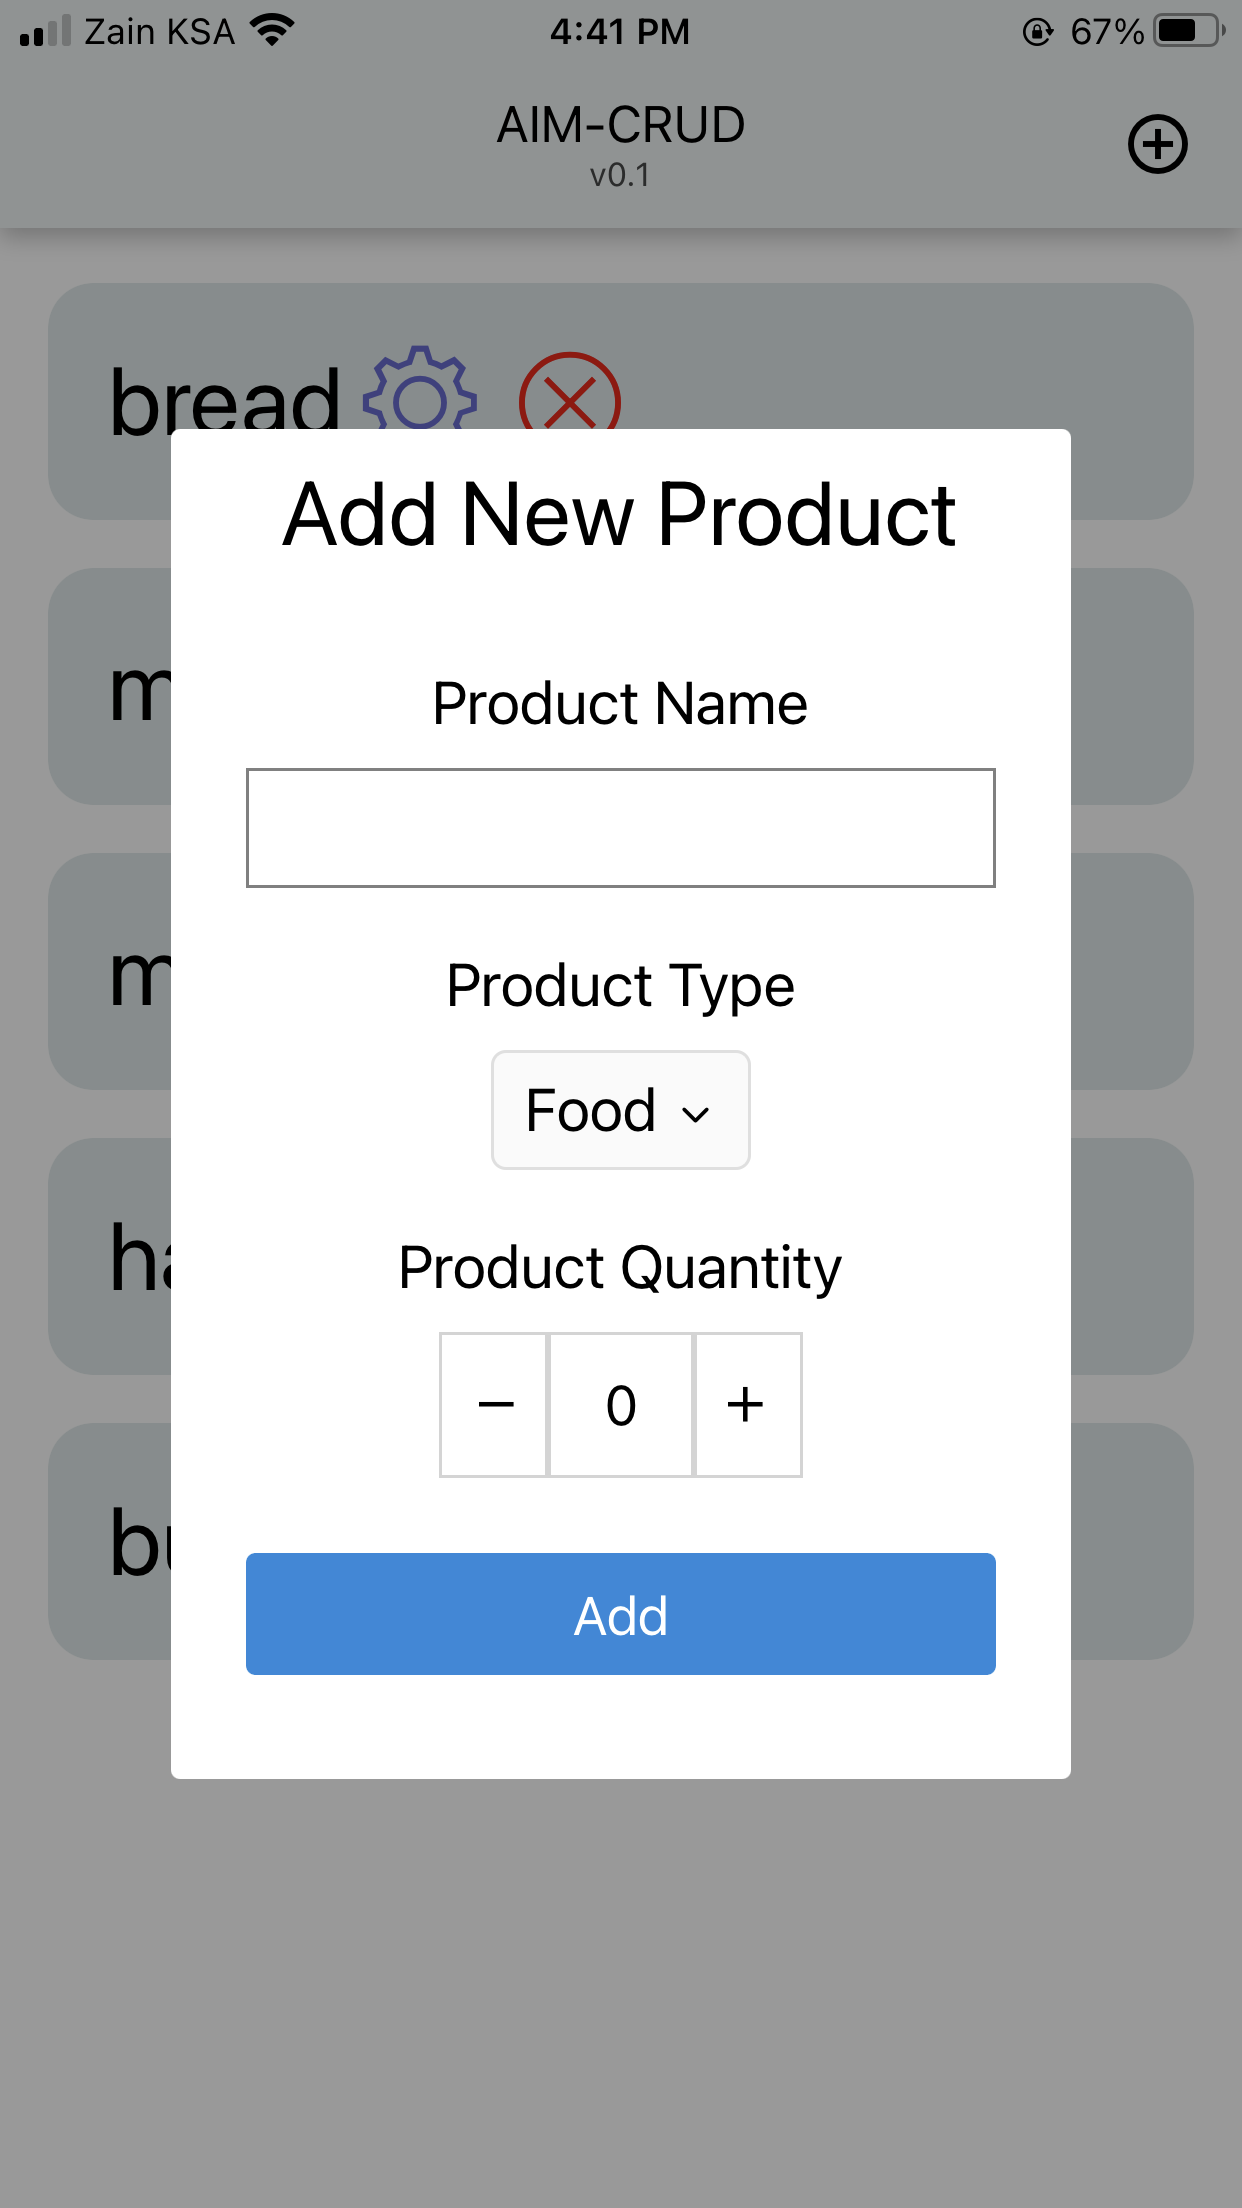 Zain KSA 4:41 PM 67%
AIM-CRUD
v0.1
bread
Add New Product
Product Name
Product Type
Food
Product Quantity
− 0 +
Add